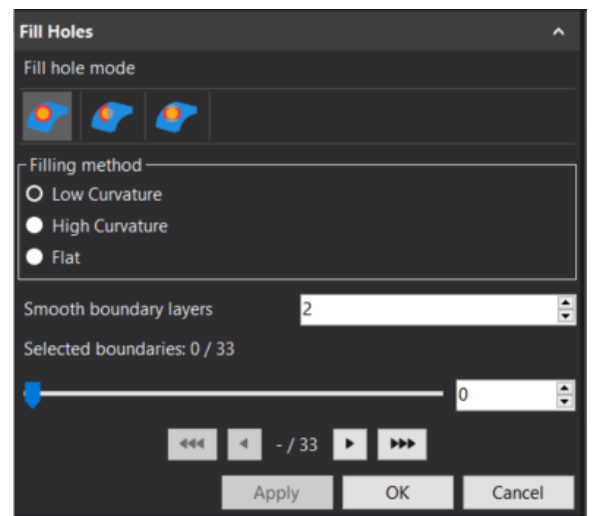 Fill Holes
Fill hole mode
Filling method
Low Curvature
High Curvature
Flat
Smooth boundary layers 2
Selected boundaries: 0 / 33
0
- / 33
Apply OK Cancel